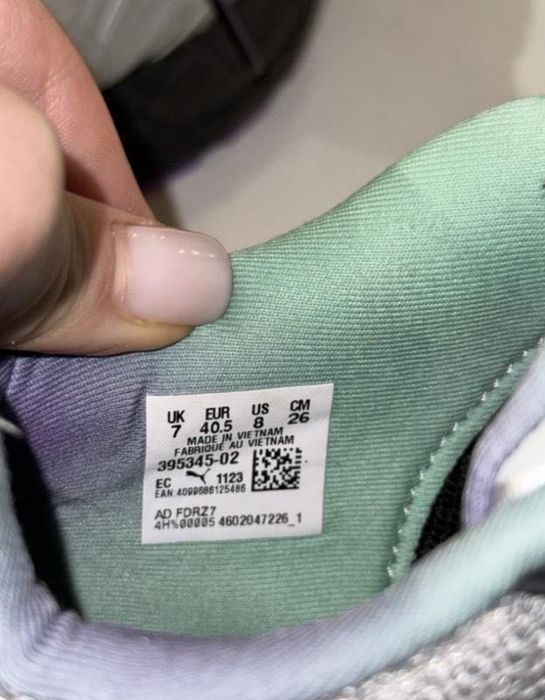 UK EUR US CM
7 40.5 8 26
MADE IN VIETNAM
FABRIQUE AU VIETNAM
395345-02
EC 1123
EAN:4099686125486
AD FDRZ7
4H%00005 4602047226_1